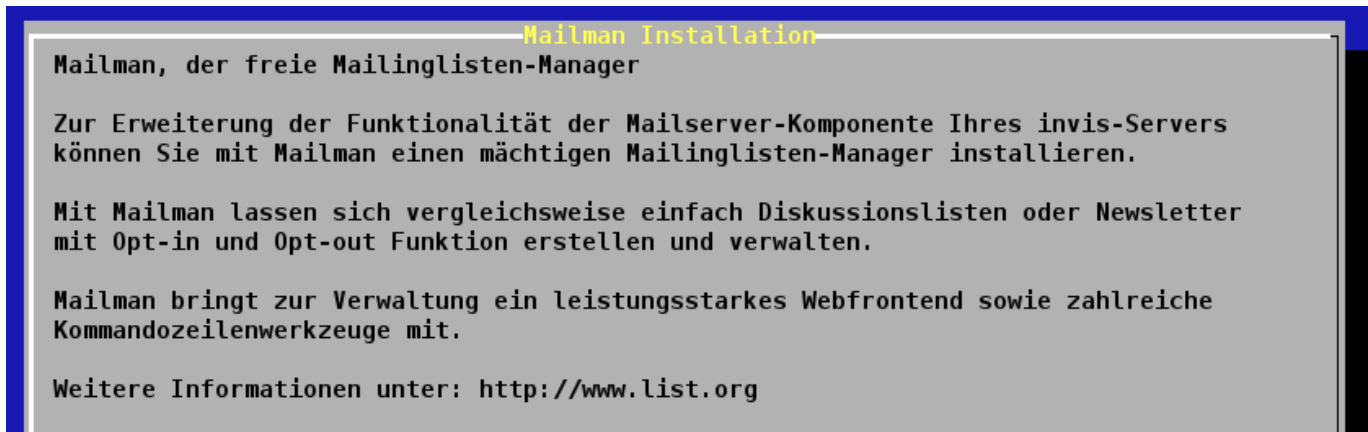 Mailman Installation
Mailman, der freie Mailinglisten-Manager
Zur Erweiterung der Funktionalität der Mailserver-Komponente Ihres invis-Servers
können Sie mit Mailman einen mächtigen Mailinglisten-Manager installieren.
Mit Mailman lassen sich vergleichsweise einfach Diskussionslisten oder Newsletter
mit Opt-in und Opt-out Funktion erstellen und verwalten.
Mailman bringt zur Verwaltung ein leistungsstarkes Webfrontend sowie zahlreiche
Kommandozeilenwerkzeuge mit.
Weitere Informationen unter: http://www.list.org